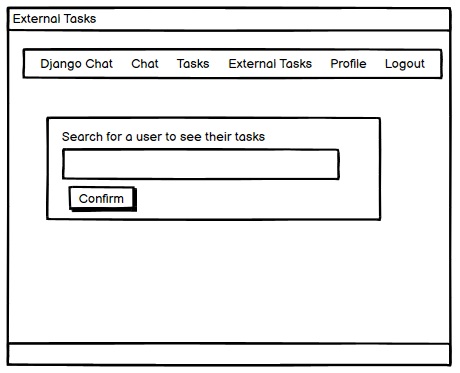 External Tasks
Django Chat Chat Tasks External Tasks Profile Logout
Search for a user to see their tasks
Confirm